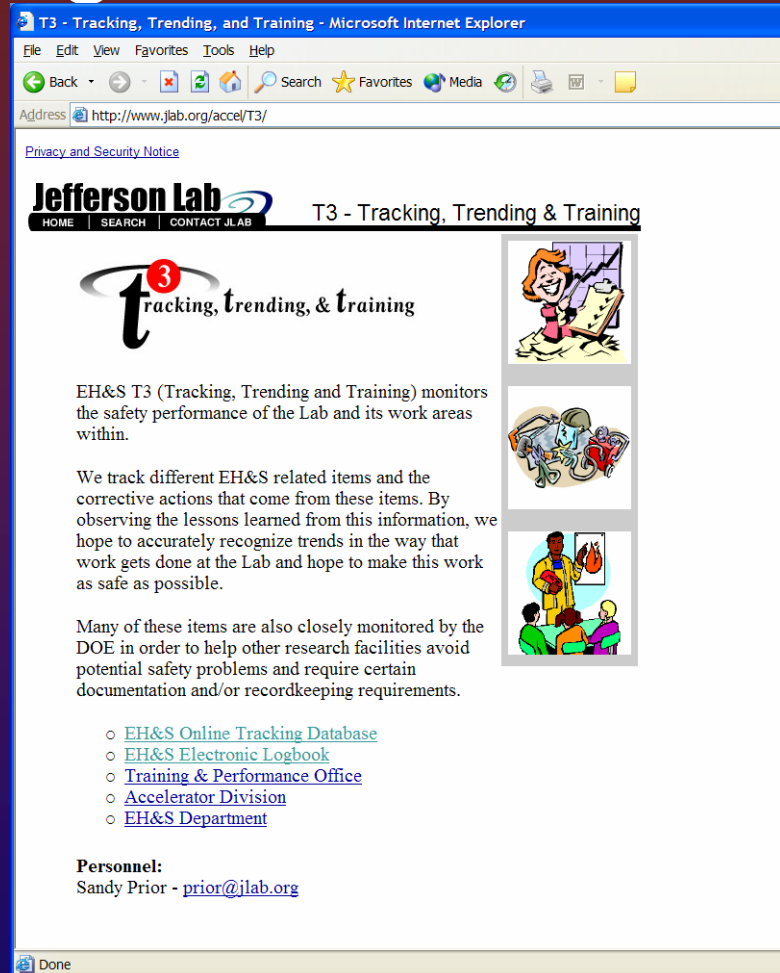 T3 - Tracking, Trending, and Training - Microsoft Internet Explorer
File Edit View Favorites Tools Help
Back Search Favorites Media
Address http://www.jlab.org/accel/T3/
Privacy and Security Notice
Jefferson Lab
HOME SEARCH CONTACT JLAB
T3 - Tracking, Trending & Training
3
tracking, trending, & training
EH&S T3 (Tracking, Trending and Training) monitors
the safety performance of the Lab and its work areas
within.
We track different EH&S related items and the
corrective actions that come from these items. By
observing the lessons learned from this information, we
hope to accurately recognize trends in the way that
work gets done at the Lab and hope to make this work
as safe as possible.
Many of these items are also closely monitored by the
DOE in order to help other research facilities avoid
potential safety problems and require certain
documentation and/or recordkeeping requirements.
EH&S Online Tracking Database
EH&S Electronic Logbook
Training & Performance Office
Accelerator Division
EH&S Department
Personnel:
Sandy Prior - prior@jlab.org
Done